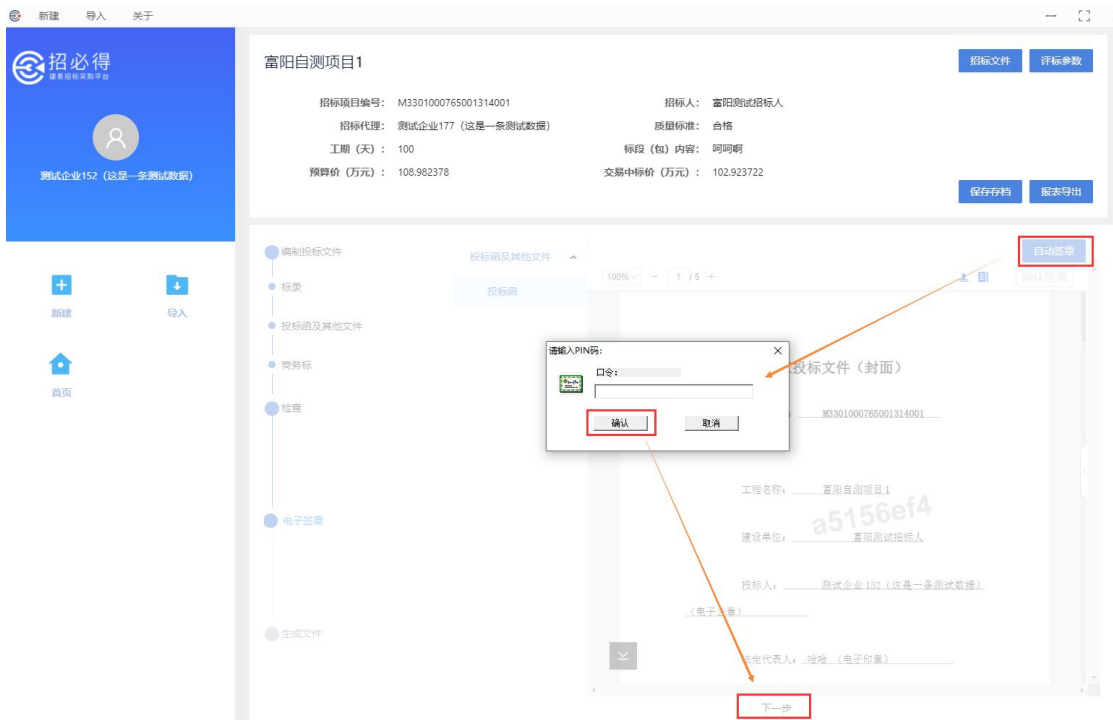 新建 导入 关于
招必得
建易招标采购平台
测试企业152（这是一条测试数据）
新建 导入
首页
富阳自测项目1
招标文件 评标参数
招标项目编号： M3301000765001314001 招标人： 富阳测试招标人
招标代理： 测试企业177（这是一条测试数据） 质量标准： 合格
工期（天）： 100 标段（包）内容： 呵呵啊
预算价（万元）： 108.982378 交易中标价（万元）： 102.923722
保存存档 报表导出
编制投标文件
标录
投标函及其他文件
商务标
检查
电子签章
生成文件
投标函及其他文件
投标函
自动签章
100% － 1 /5 +
确认签章
请输入PIN码：
口令：
确认 取消
投标文件（封面）
M3301000765001314001
工程名称： 富阳自测项目1
a5156ef4
建设单位： 富阳测试招标人
投标人： 测试企业152（这是一条测试数据）
（电子签章）
法定代表人： 哈哈 （电子印章）
下一步